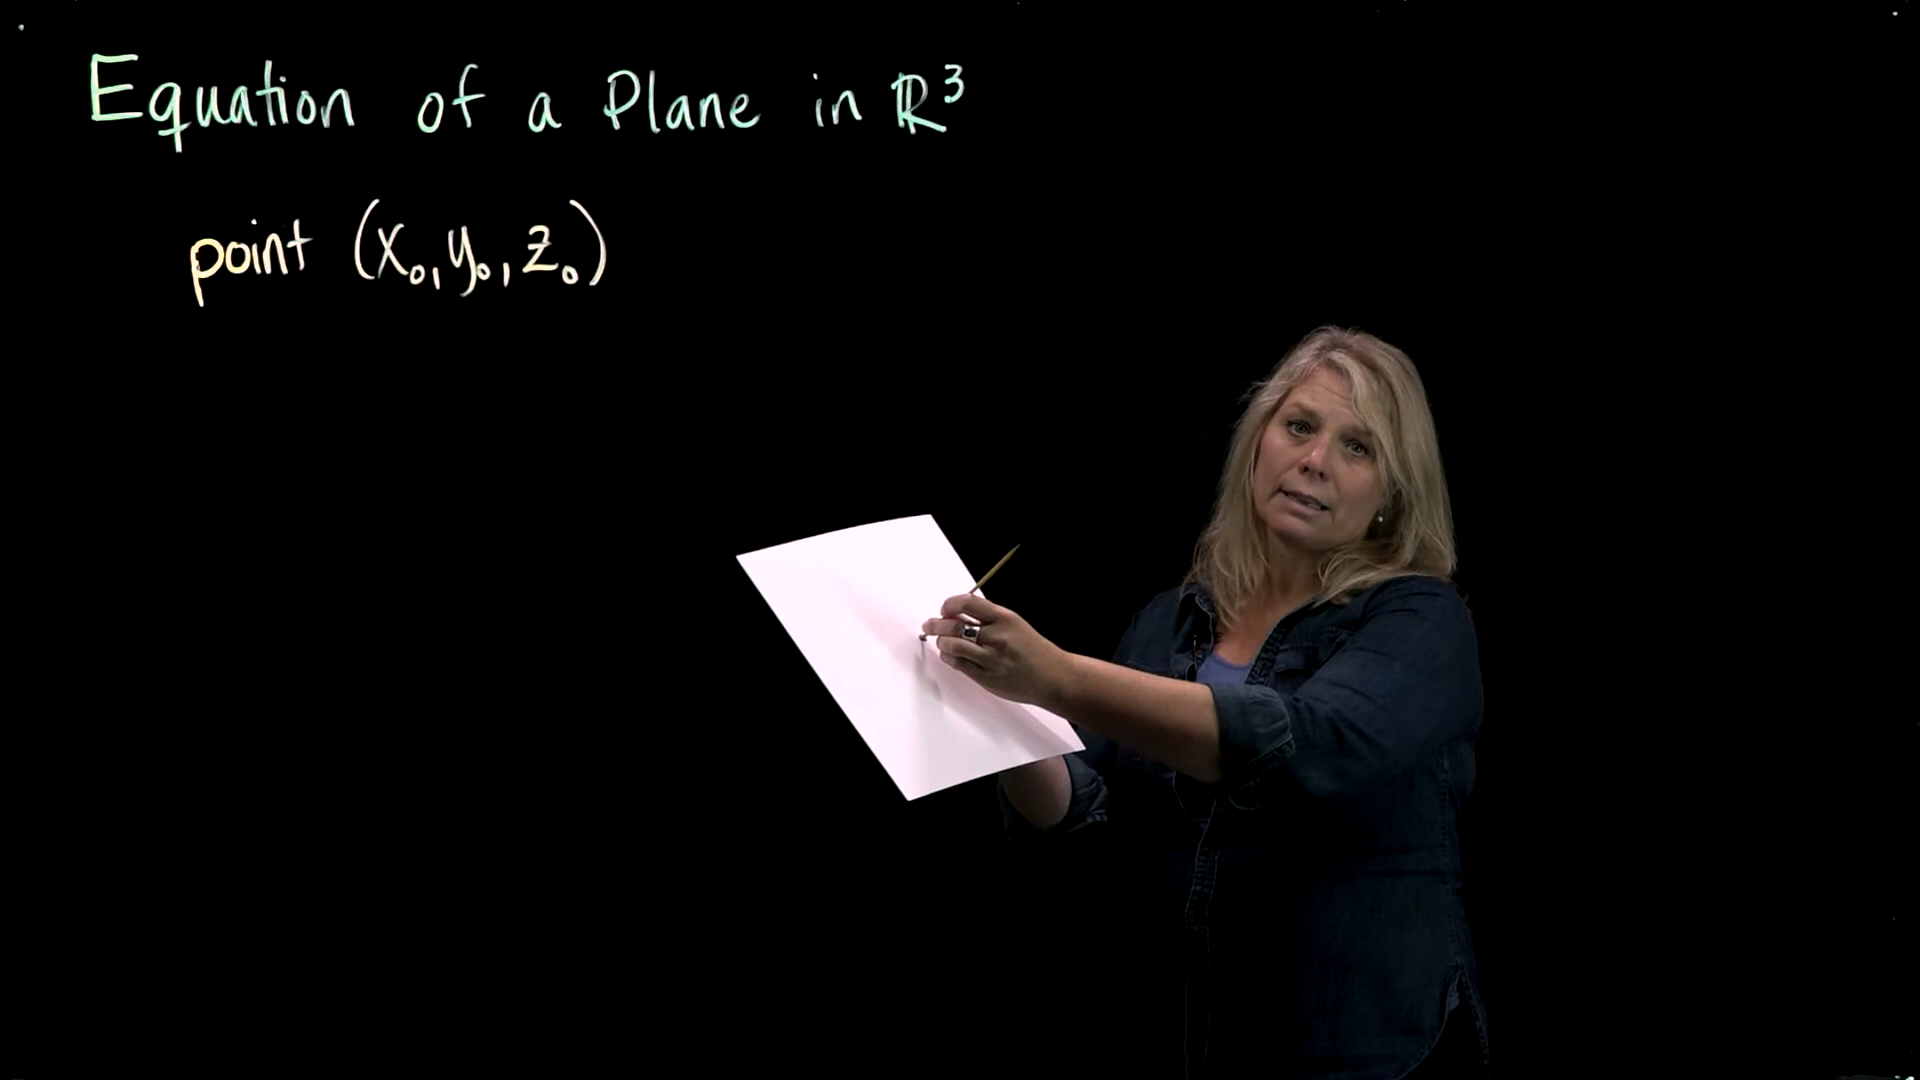 Equation of a Plane in ℝ³
point (x₀, y₀, z₀)